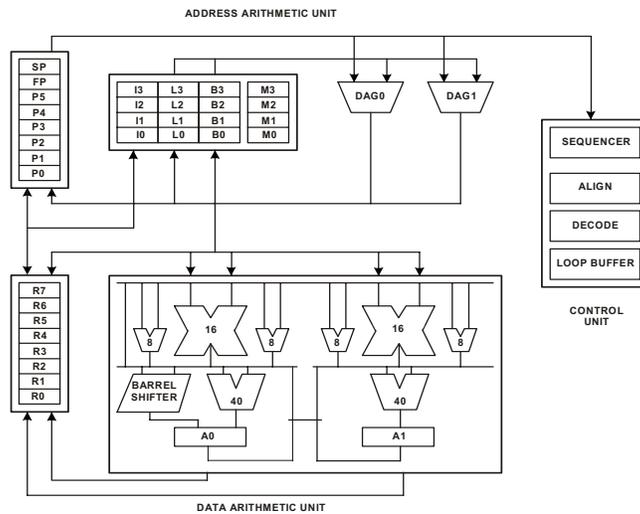 ADDRESS ARITHMETIC UNIT
SP
FP
P5
P4
P3
P2
P1
P0
I3 L3 B3 M3
I2 L2 B2 M2
I1 L1 B1 M1
I0 L0 B0 M0
DAG0
DAG1
SEQUENCER
ALIGN
DECODE
LOOP BUFFER
CONTROL
UNIT
R7
R6
R5
R4
R3
R2
R1
R0
8
16
8
8
16
8
BARREL
SHIFTER
40
40
A0
A1
DATA ARITHMETIC UNIT